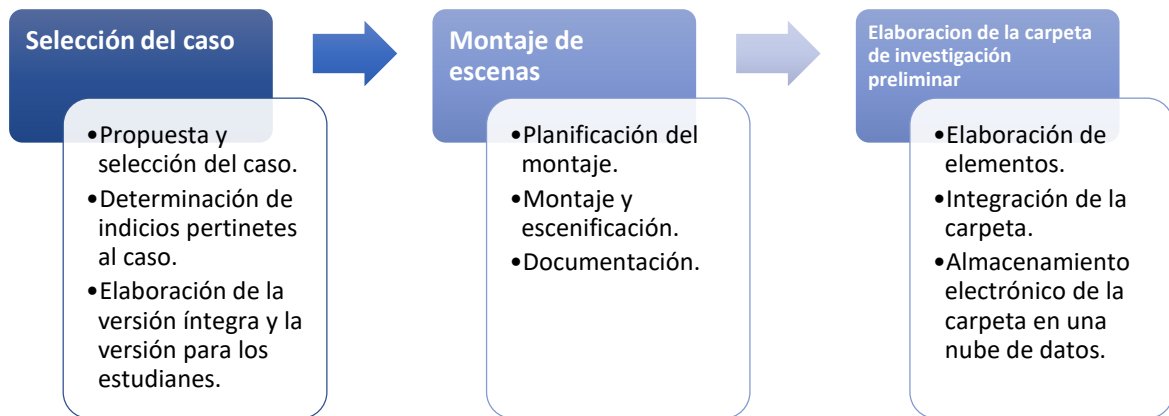 Selección del caso
•Propuesta y
selección del caso.
•Determinación de
indicios pertinetes
al caso.
•Elaboración de la
versión íntegra y la
versión para los
estudianes.
Montaje de
escenas
•Planificación del
montaje.
•Montaje y
escenificación.
•Documentación.
Elaboracion de la carpeta
de investigación
preliminar
•Elaboración de
elementos.
•Integración de la
carpeta.
•Almacenamiento
electrónico de la
carpeta en una
nube de datos.